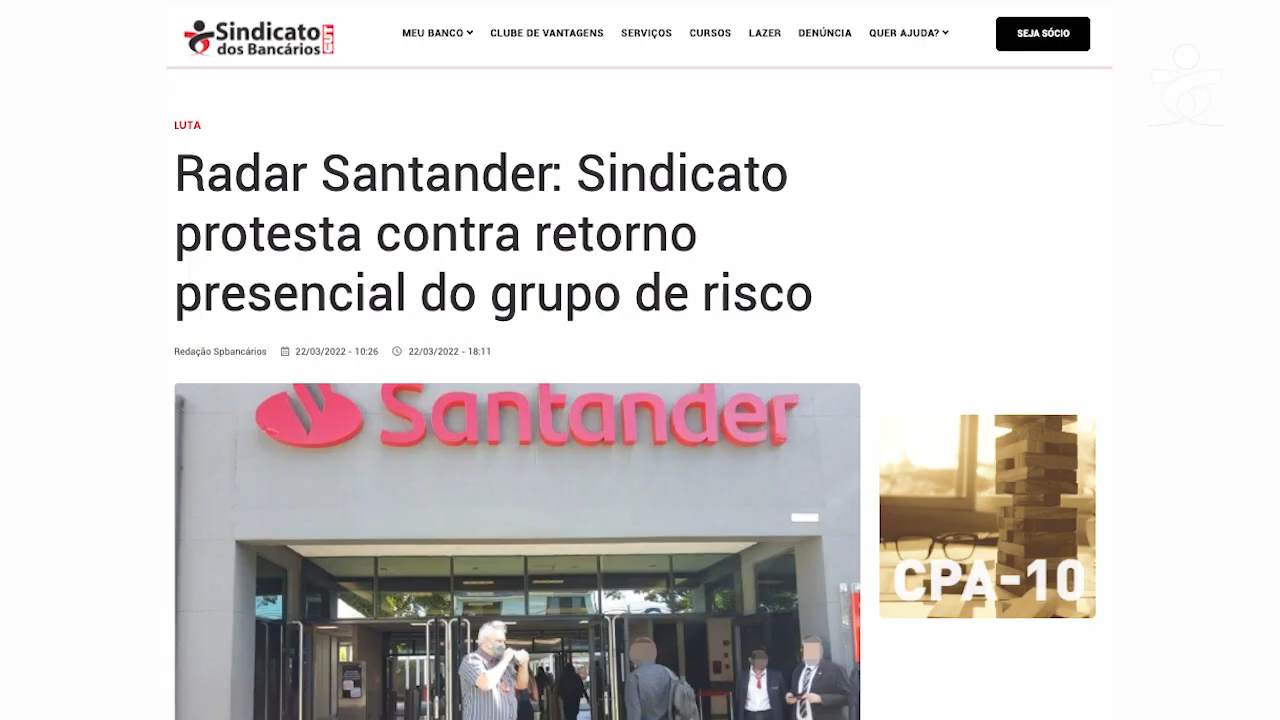 Sindicato
dos Bancários
CUT
MEU BANCO
CLUBE DE VANTAGENS
SERVIÇOS
CURSOS
LAZER
DENÚNCIA
QUER AJUDA?
SEJA SÓCIO
LUTA
Radar Santander: Sindicato
protesta contra retorno
presencial do grupo de risco
Redação Spbancários 22/03/2022 - 10:26 22/03/2022 - 18:11
Santander
CPA-10